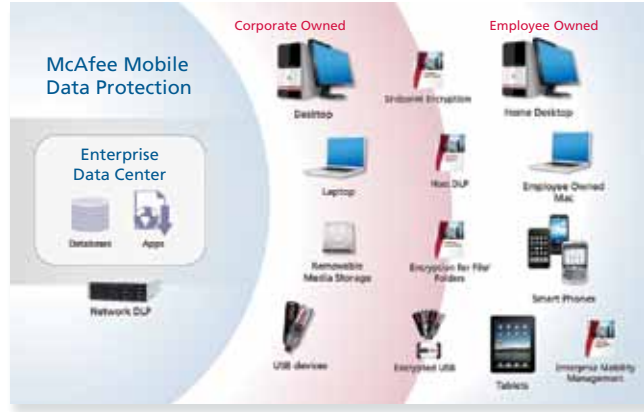 Corporate Owned
Employee Owned
McAfee Mobile
Data Protection
Desktop
Endpoint Encryption
Home Desktop
Enterprise
Data Center
Databases
Apps
Laptop
Host DLP
Employee Owned
Mac
Network DLP
Removable
Media Storage
Encryption for File/
Folders
Smart Phones
USB devices
Encrypted USB
Tablets
Enterprise Mobility
Management